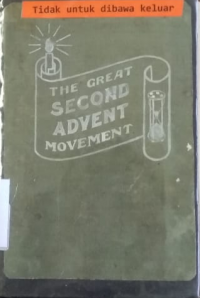 Tidak untuk dibawa keluar
THE GREAT
SECOND
ADVENT
MOVEMENT